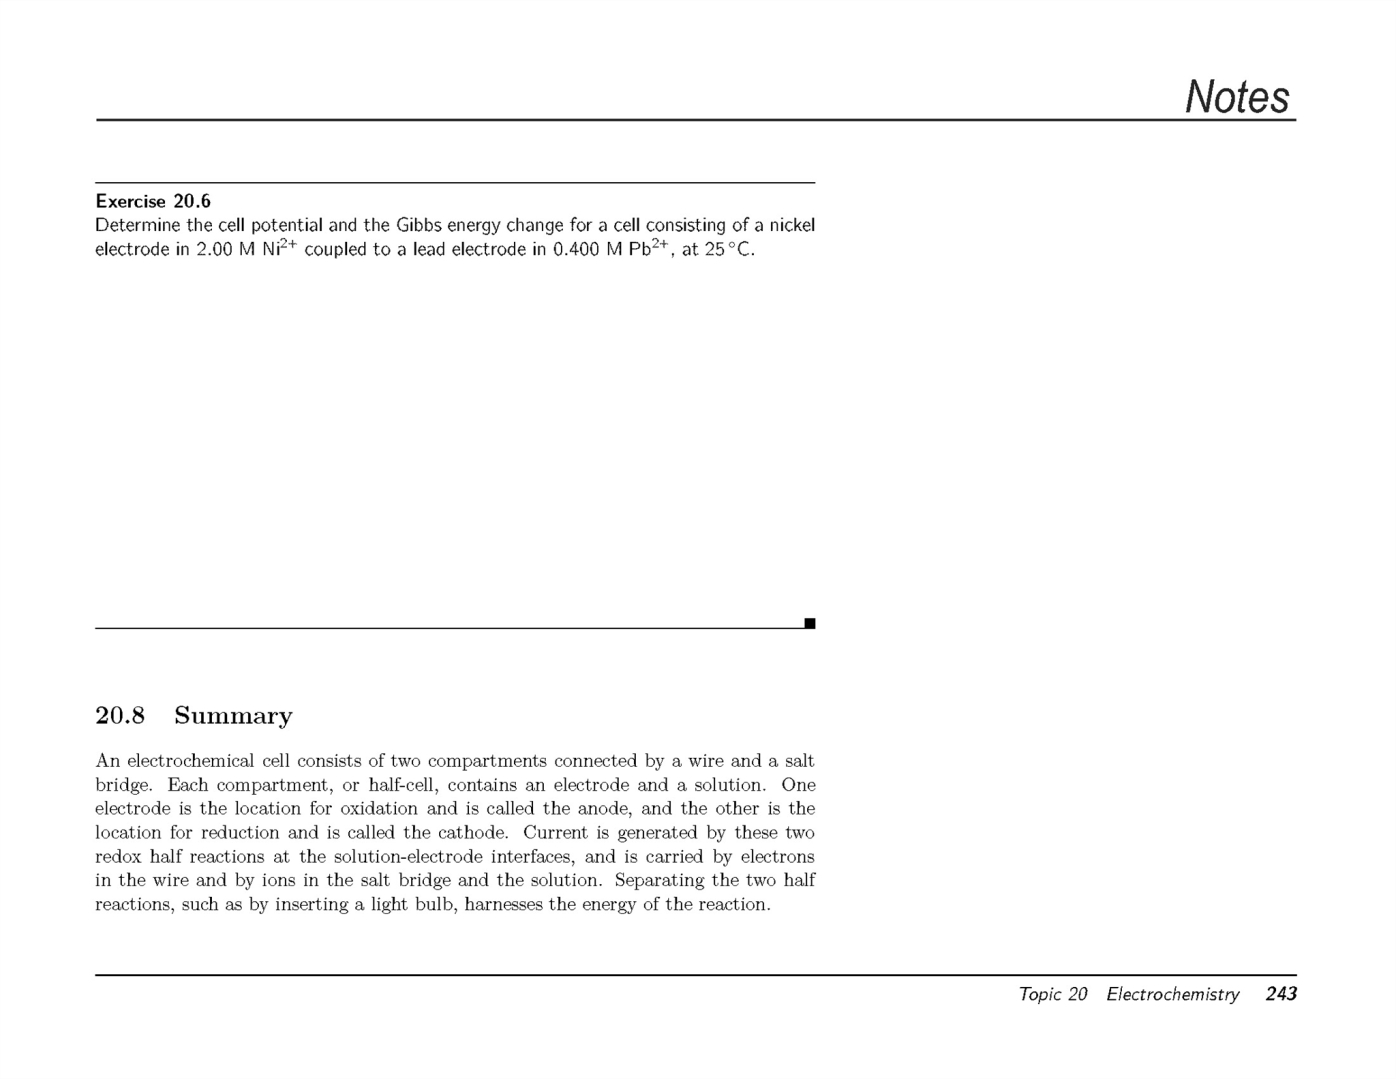 Notes
Exercise 20.6
Determine the cell potential and the Gibbs energy change for a cell consisting of a nickel
electrode in 2.00 M Ni²⁺ coupled to a lead electrode in 0.400 M Pb²⁺, at 25 °C.
20.8 Summary
An electrochemical cell consists of two compartments connected by a wire and a salt
bridge. Each compartment, or half-cell, contains an electrode and a solution. One
electrode is the location for oxidation and is called the anode, and the other is the
location for reduction and is called the cathode. Current is generated by these two
redox half reactions at the solution-electrode interfaces, and is carried by electrons
in the wire and by ions in the salt bridge and the solution. Separating the two half
reactions, such as by inserting a light bulb, harnesses the energy of the reaction.
Topic 20 Electrochemistry 243